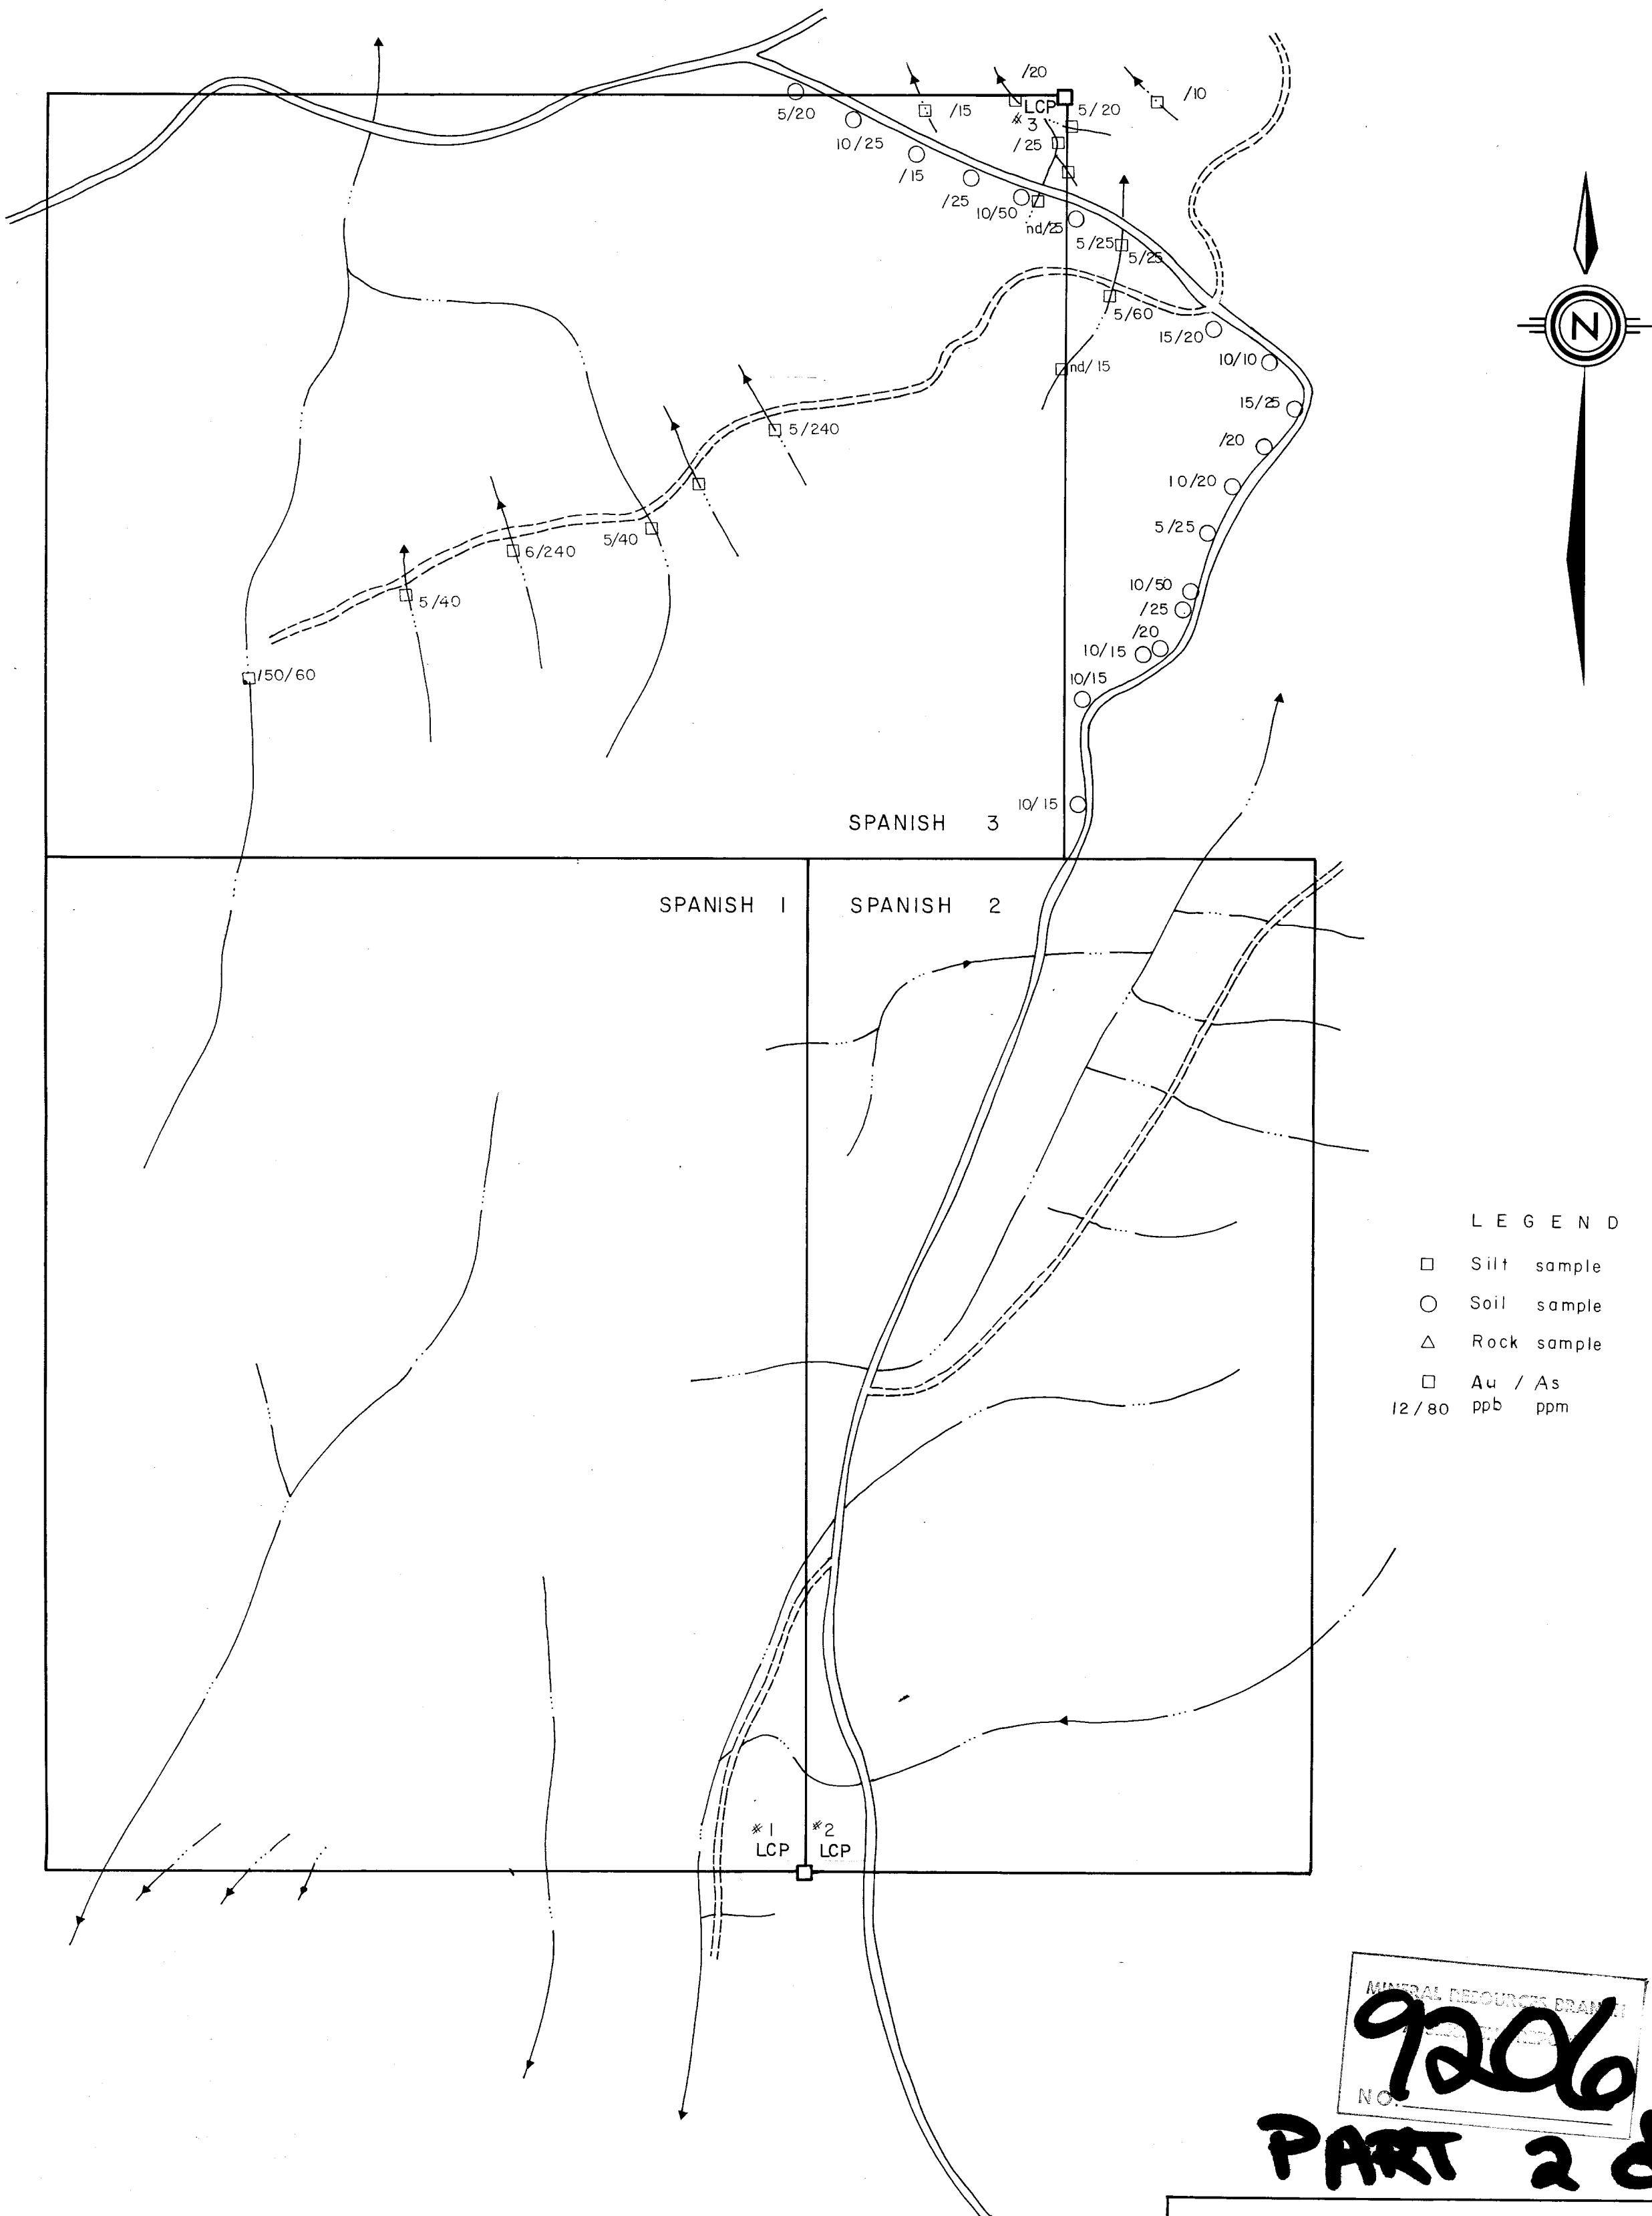 /20
/10
5/20
/15
LCP
#3
5/20
10/25
/25
/15
/25
10/50
nd/25
5/25
5/25
5/60
15/20
nd/15
10/10
15/25
5/240
/20
10/20
5/25
5/40
6/240
5/40
10/50
/25
/20
10/15
150/60
10/15
10/15
SPANISH 3
SPANISH 1
SPANISH 2
N
LEGEND
Silt sample
Soil sample
Rock sample
Au / As
12/80 ppb ppm
#1
LCP
#2
LCP
MINERAL RESOURCES BRANCH
9206
NO.
PART 2